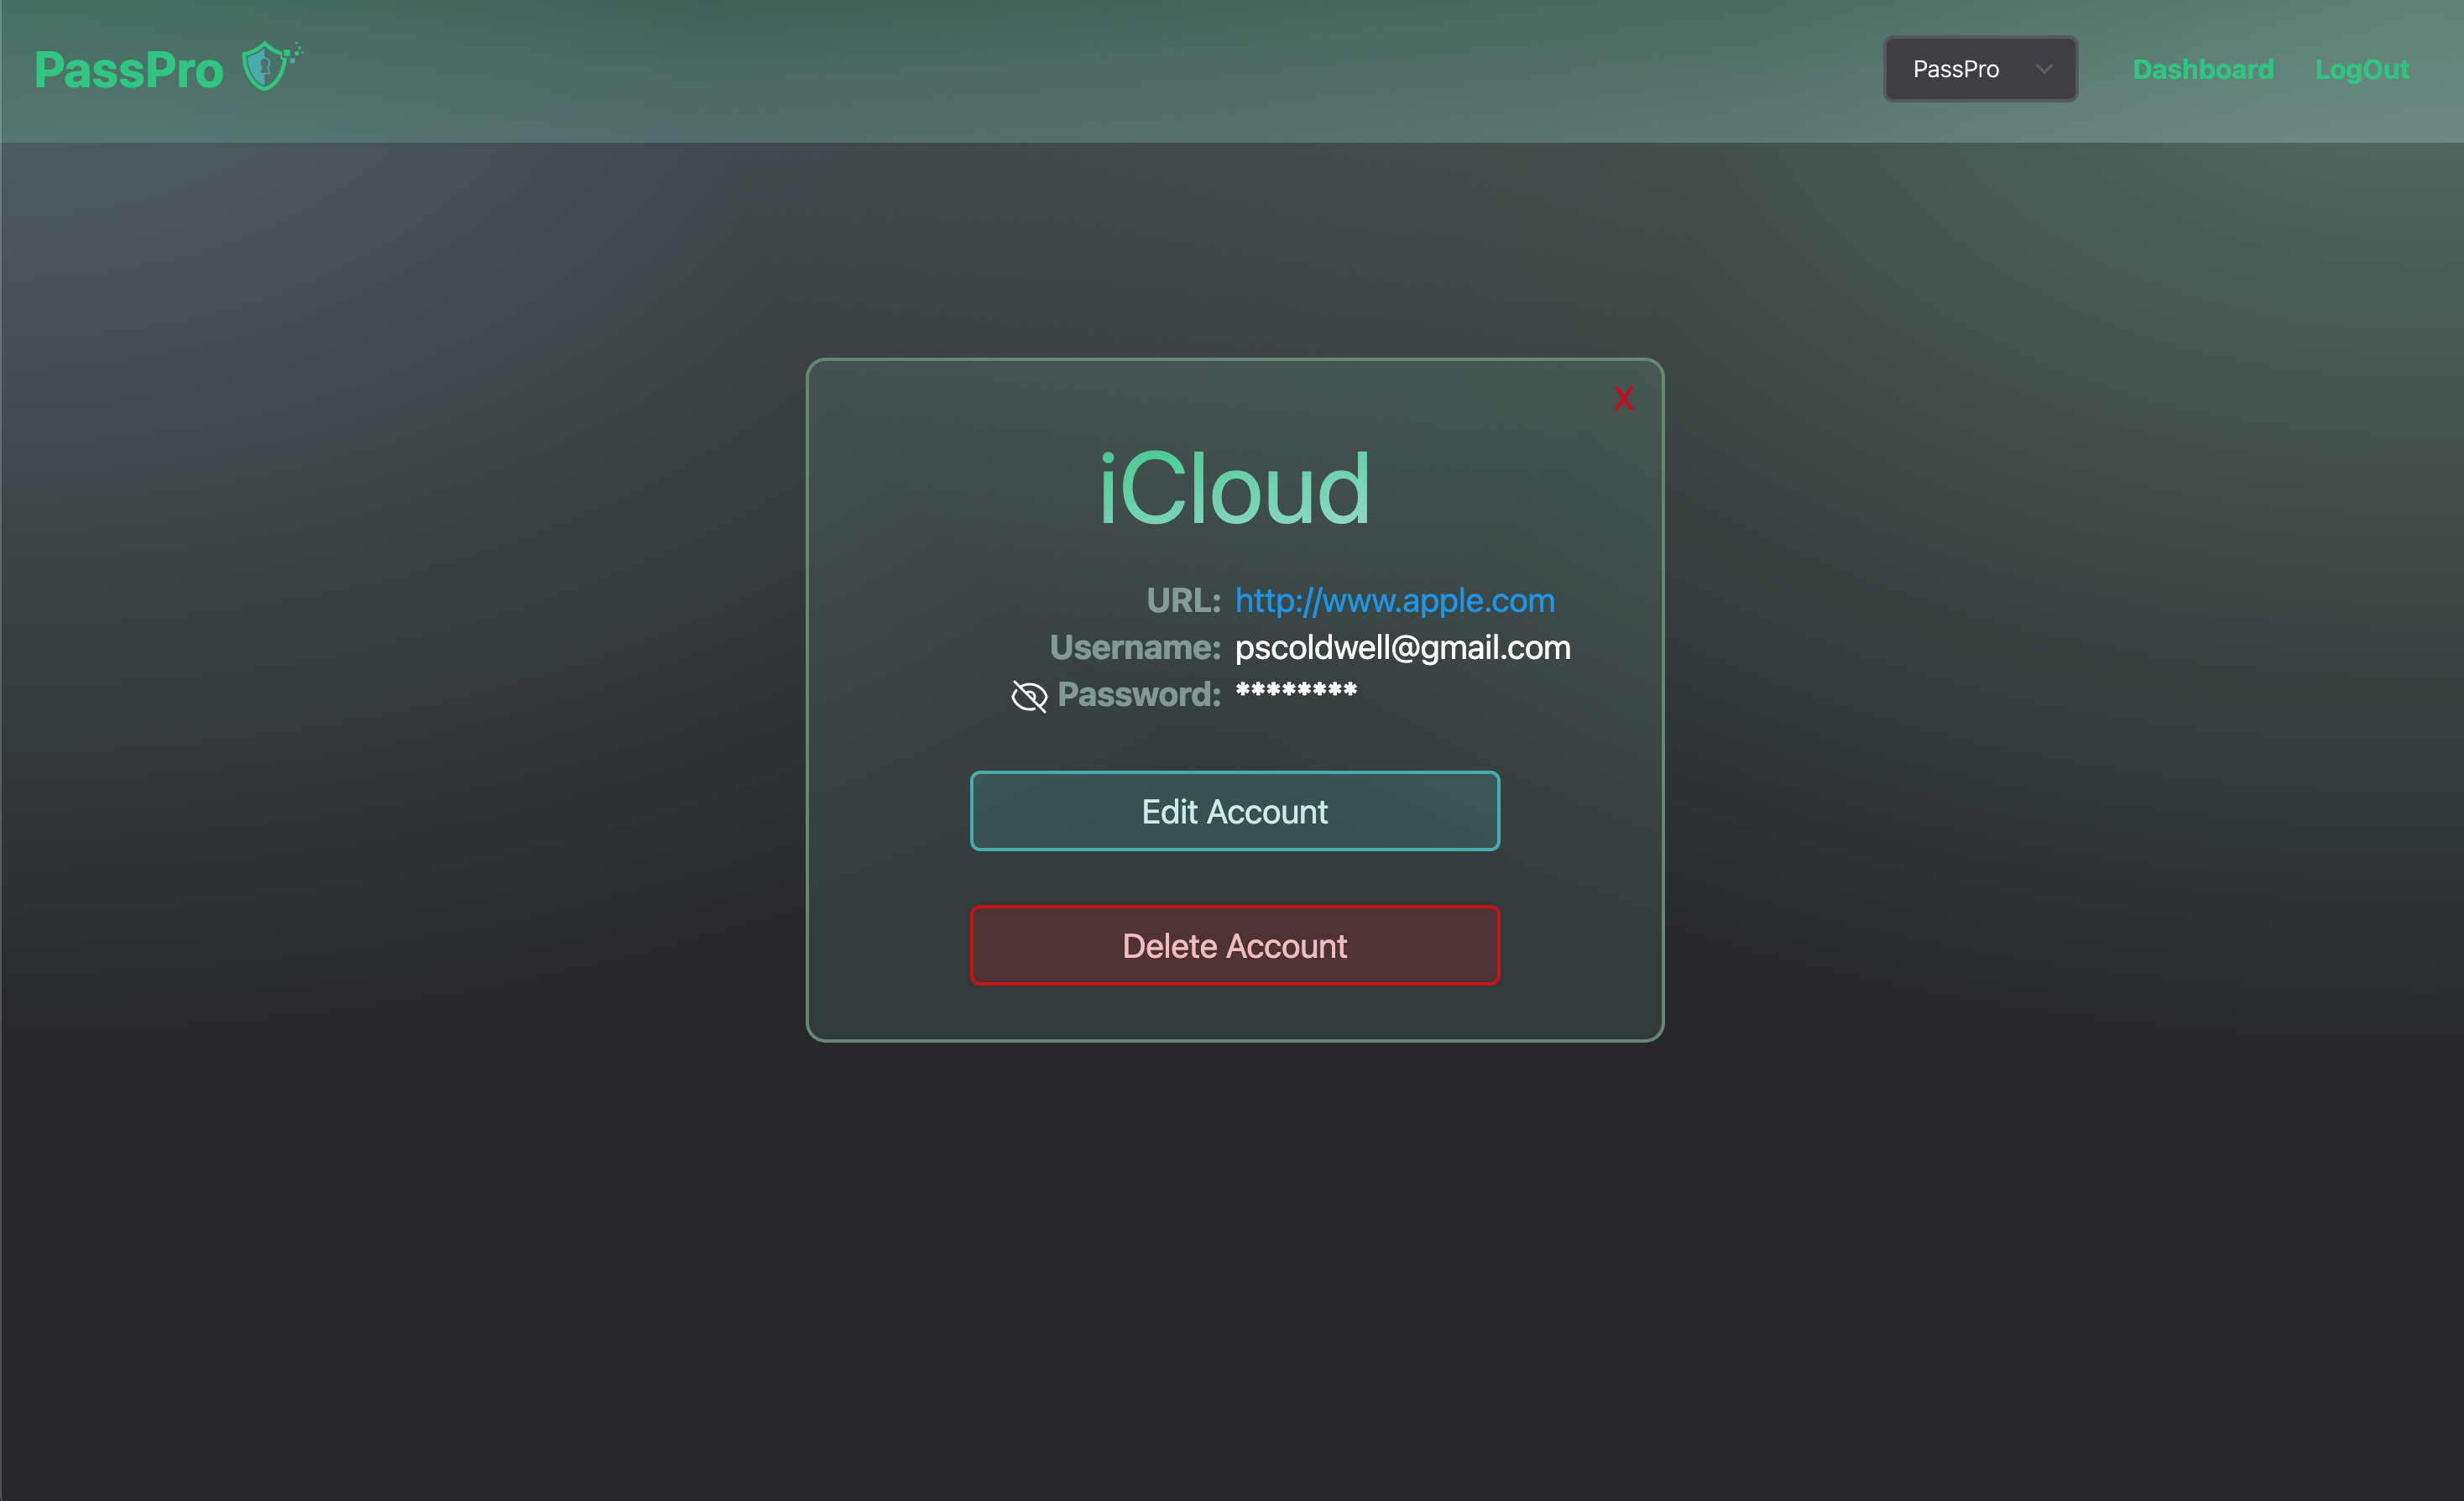 PassPro
PassPro
Dashboard
LogOut
X
iCloud
URL: http://www.apple.com
Username: pscoldwell@gmail.com
Password: ********
Edit Account
Delete Account